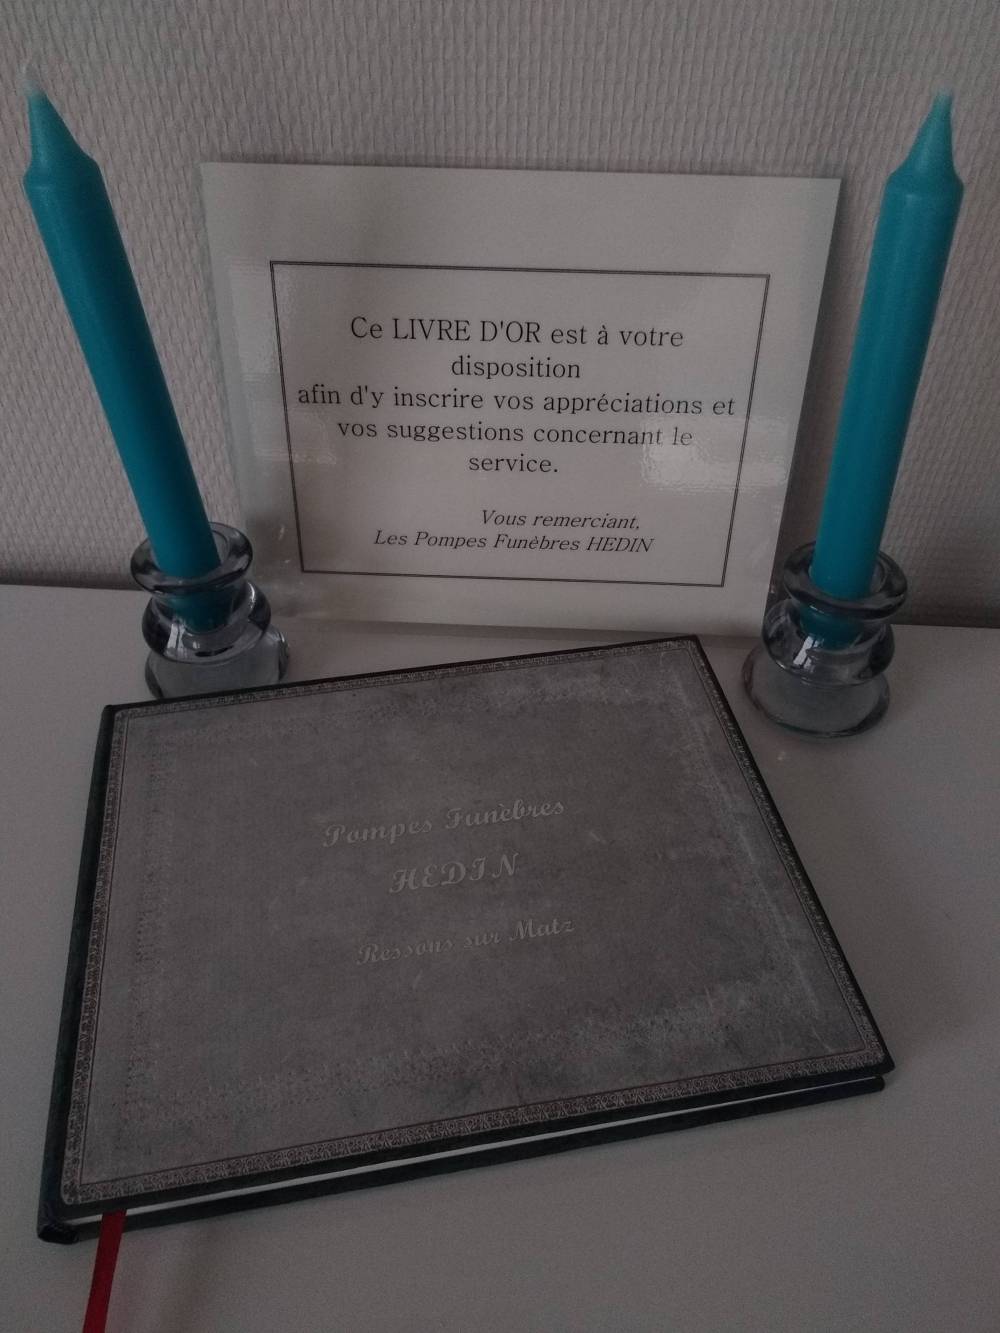 Ce LIVRE D'OR est à votre
disposition
afin d'y inscrire vos appréciations et
vos suggestions concernant le
service.
Vous remerciant,
Les Pompes Funèbres HEDIN
Pompes Funèbres
HEDIN
Ressons sur Matz